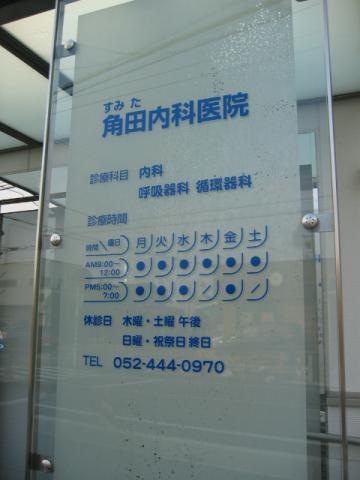 すみた
角田内科医院
診療科目 内科
呼吸器科 循環器科
診療時間
時間 曜日 月 火 水 木 金 土
AM9:00〜12:00 ● ● ● ● ● ●
PM5:00〜7:00 ● ● ● / ● /
休診日 木曜・土曜 午後
日曜・祝祭日 終日
TEL 052-444-0970